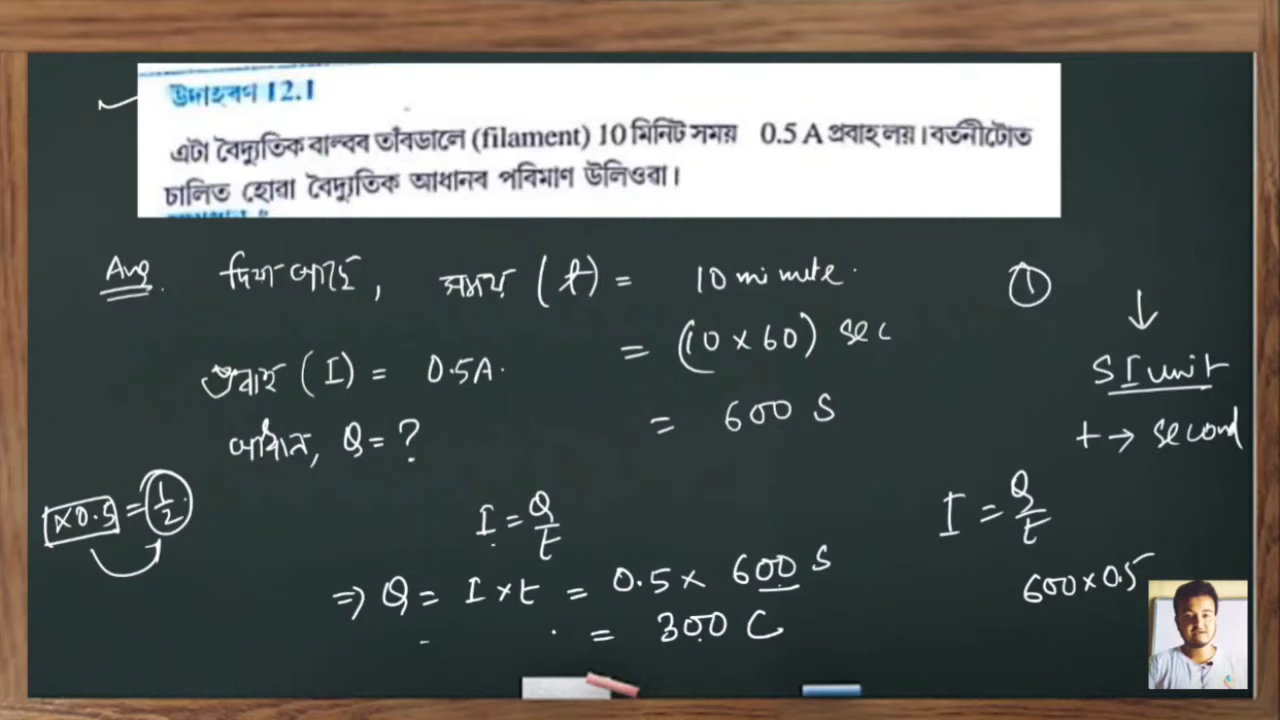 উদাহৰণ 12.1
এটা বৈদ্যুতিক বাল্বৰ তাঁৰডালে (filament) 10 মিনিট সময় 0.5 A প্ৰবাহ লয়। বৰ্তনীটোত
চালিত হোৱা বৈদ্যুতিক আধানৰ পৰিমাণ উলিওৱা।
Ans. দিয়া আছে, সময় (t) = 10 minute.
= (10 × 60) sec
= 600 S
প্ৰবাহ (I) = 0.5A.
আধান, Q = ?
×0.5 = 1/2
I = Q/t
⇒ Q = I × t = 0.5 × 600 S
= 300 C
1
↓
SI unit
t → second
I = Q/t
600 × 0.5